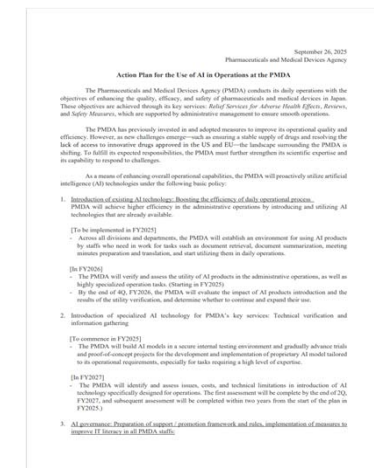 September 26, 2025
Pharmaceuticals and Medical Devices Agency
Action Plan for the Use of AI in Operations at the PMDA
The Pharmaceuticals and Medical Devices Agency (PMDA) conducts its daily operations with the
objectives of enhancing the quality, efficacy, and safety of pharmaceuticals and medical devices in Japan.
These objectives are achieved through its key services: Relief Services for Adverse Health Effects, Reviews,
and Safety Measures, which are supported by administrative management to ensure smooth operations.
The PMDA has previously invested in and adopted measures to improve its operational quality and
efficiency. However, as new challenges emerge—such as ensuring a stable supply of drugs and resolving the
lack of access to innovative drugs approved in the US and EU—the landscape surrounding the PMDA is
shifting. To fulfill its expected responsibilities, the PMDA must further strengthen its scientific expertise and
its capability to respond to challenges.
As a means of enhancing overall operational capabilities, the PMDA will proactively utilize artificial
intelligence (AI) technologies under the following basic policy:
1. Introduction of existing AI technology: Boosting the efficiency of daily operational process
PMDA will achieve higher efficiency in the administrative operations by introducing and utilizing AI
technologies that are already available.
[To be implemented in FY2025]
- Across all divisions and departments, the PMDA will establish an environment for using AI products
by staffs who need in work for tasks such as document retrieval, document summarization, meeting
minutes preparation and translation, and start utilizing them in daily operations.
[In FY2026]
- The PMDA will verify and assess the utility of AI products in the administrative operations, as well as
highly specialized operation tasks. (Starting in FY2025)
- By the end of 4Q, FY2026, the PMDA will evaluate the impact of AI products introduction and the
results of the utility verification, and determine whether to continue and expand their use.
2. Introduction of specialized AI technology for PMDA's key services: Technical verification and
information gathering
[To commence in FY2025]
- The PMDA will build AI models in a secure internal testing environment and gradually advance trials
and proof-of-concept projects for the development and implementation of proprietary AI model tailored
to its operational requirements, especially for tasks requiring a high level of expertise.
[In FY2027]
- The PMDA will identify and assess issues, costs, and technical limitations in introduction of AI
technology specifically designed for operations. The first assessment will be complete by the end of 2Q,
FY2027, and subsequent assessment will be completed within two years from the start of the plan in
FY2025.)
3. AI governance: Preparation of support / promotion framework and rules, implementation of measures to
improve IT literacy in all PMDA staffs: